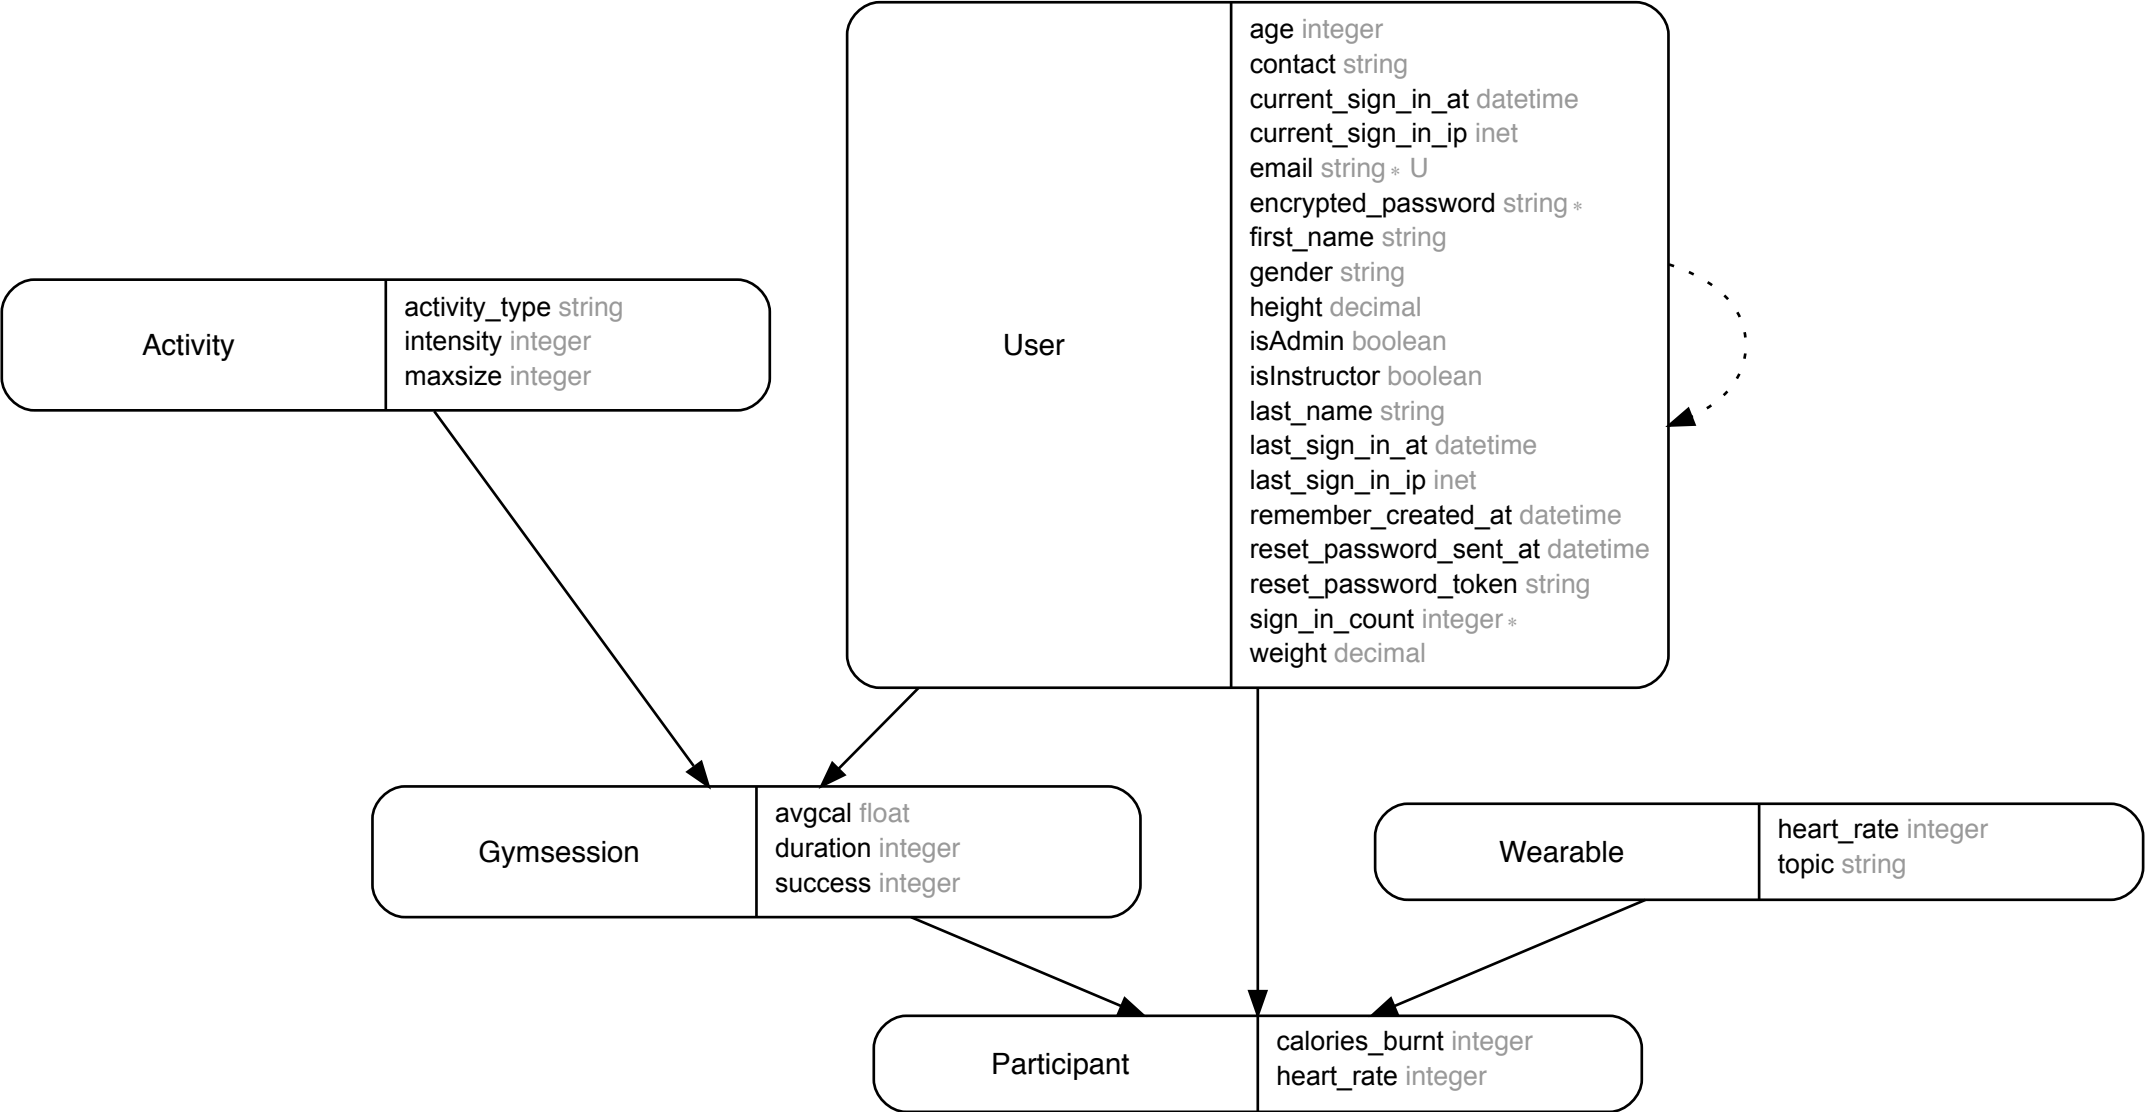 Activity
activity_type string
intensity integer
maxsize integer
User
age integer
contact string
current_sign_in_at datetime
current_sign_in_ip inet
email string * U
encrypted_password string *
first_name string
gender string
height decimal
isAdmin boolean
isInstructor boolean
last_name string
last_sign_in_at datetime
last_sign_in_ip inet
remember_created_at datetime
reset_password_sent_at datetime
reset_password_token string
sign_in_count integer *
weight decimal
Gymsession
avgcal float
duration integer
success integer
Wearable
heart_rate integer
topic string
Participant
calories_burnt integer
heart_rate integer